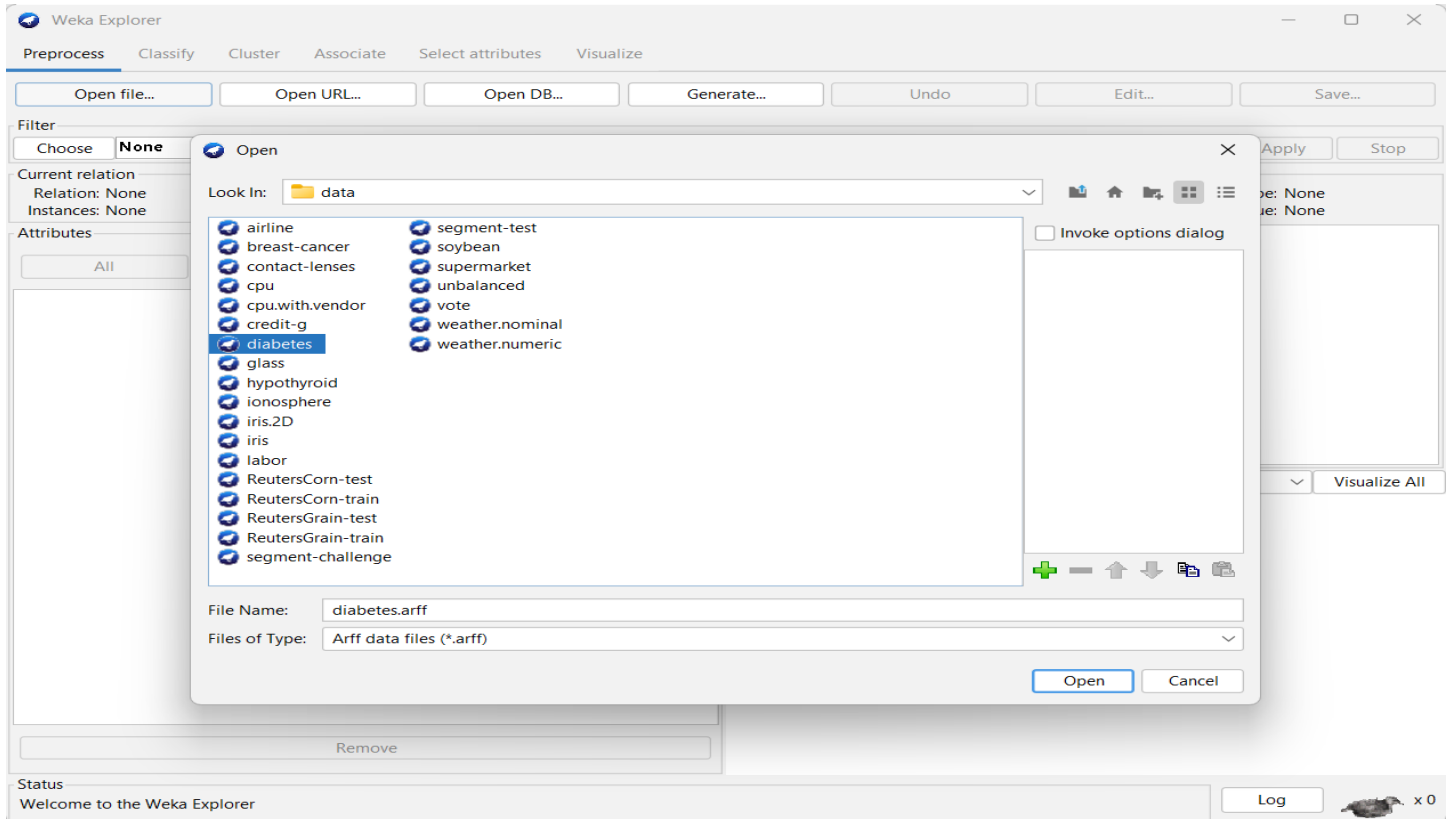 Weka Explorer
Preprocess Classify Cluster Associate Select attributes Visualize
Open file... Open URL... Open DB... Generate... Undo Edit... Save...
Filter
Choose None Apply Stop
Current relation
Relation: None
Instances: None
pe: None
ue: None
Attributes
All
Open
Look In: data
airline
breast-cancer
contact-lenses
cpu
cpu.with.vendor
credit-g
diabetes
glass
hypothyroid
ionosphere
iris.2D
iris
labor
ReutersCorn-test
ReutersCorn-train
ReutersGrain-test
ReutersGrain-train
segment-challenge
segment-test
soybean
supermarket
unbalanced
vote
weather.nominal
weather.numeric
Invoke options dialog
File Name: diabetes.arff
Files of Type: Arff data files (*.arff)
Open Cancel
Visualize All
Remove
Status
Welcome to the Weka Explorer
Log x 0